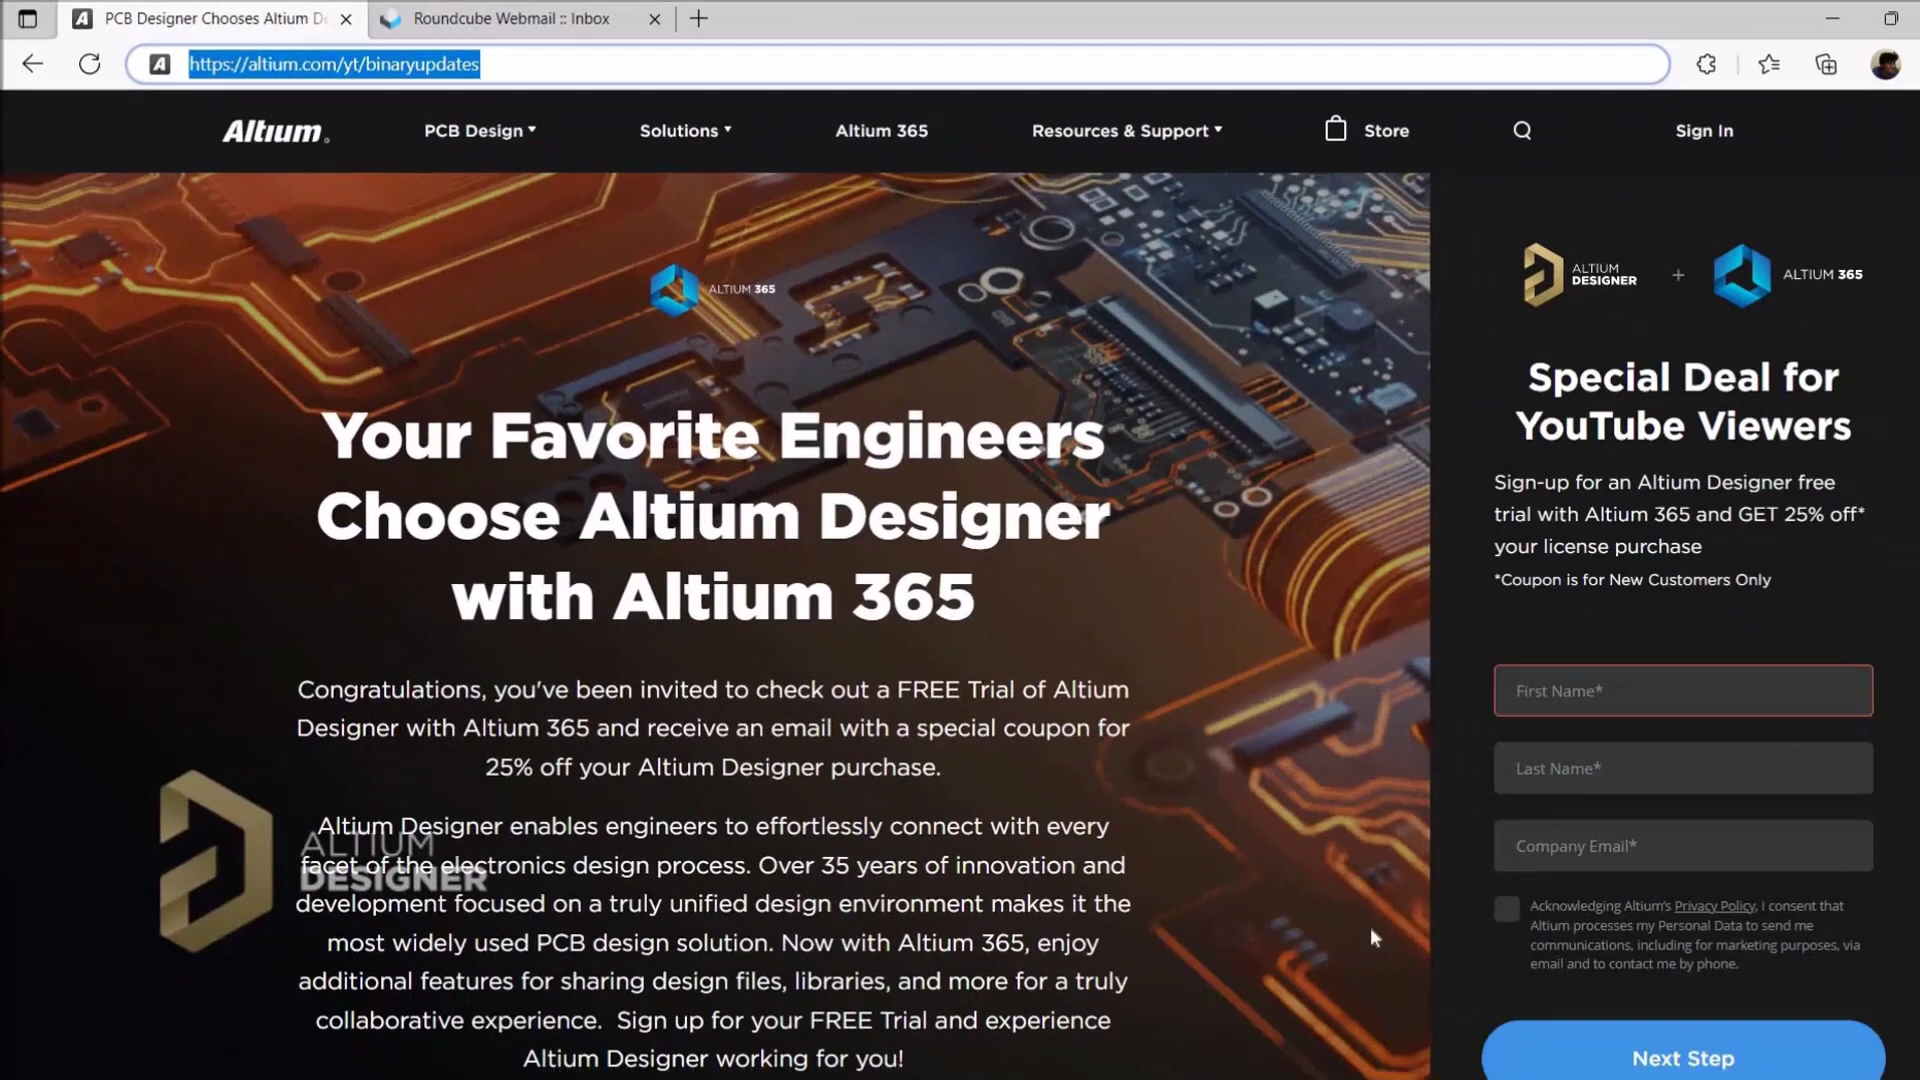 PCB Designer Chooses Altium D
Roundcube Webmail :: Inbox
https://altium.com/yt/binaryupdates
Altium
PCB Design
Solutions
Altium 365
Resources & Support
Store
Sign In
ALTIUM 365
Your Favorite Engineers
Choose Altium Designer
with Altium 365
Congratulations, you've been invited to check out a FREE Trial of Altium
Designer with Altium 365 and receive an email with a special coupon for
25% off your Altium Designer purchase.
Altium Designer enables engineers to effortlessly connect with every
facet of the electronics design process. Over 35 years of innovation and
development focused on a truly unified design environment makes it the
most widely used PCB design solution. Now with Altium 365, enjoy
additional features for sharing design files, libraries, and more for a truly
collaborative experience. Sign up for your FREE Trial and experience
Altium Designer working for you!
ALTIUM
DESIGNER
ALTIUM
DESIGNER
+
ALTIUM 365
Special Deal for
YouTube Viewers
Sign-up for an Altium Designer free
trial with Altium 365 and GET 25% off*
your license purchase
*Coupon is for New Customers Only
First Name*
Last Name*
Company Email*
Acknowledging Altium's Privacy Policy, I consent that
Altium processes my Personal Data to send me
communications, including for marketing purposes, via
email and to contact me by phone.
Next Step